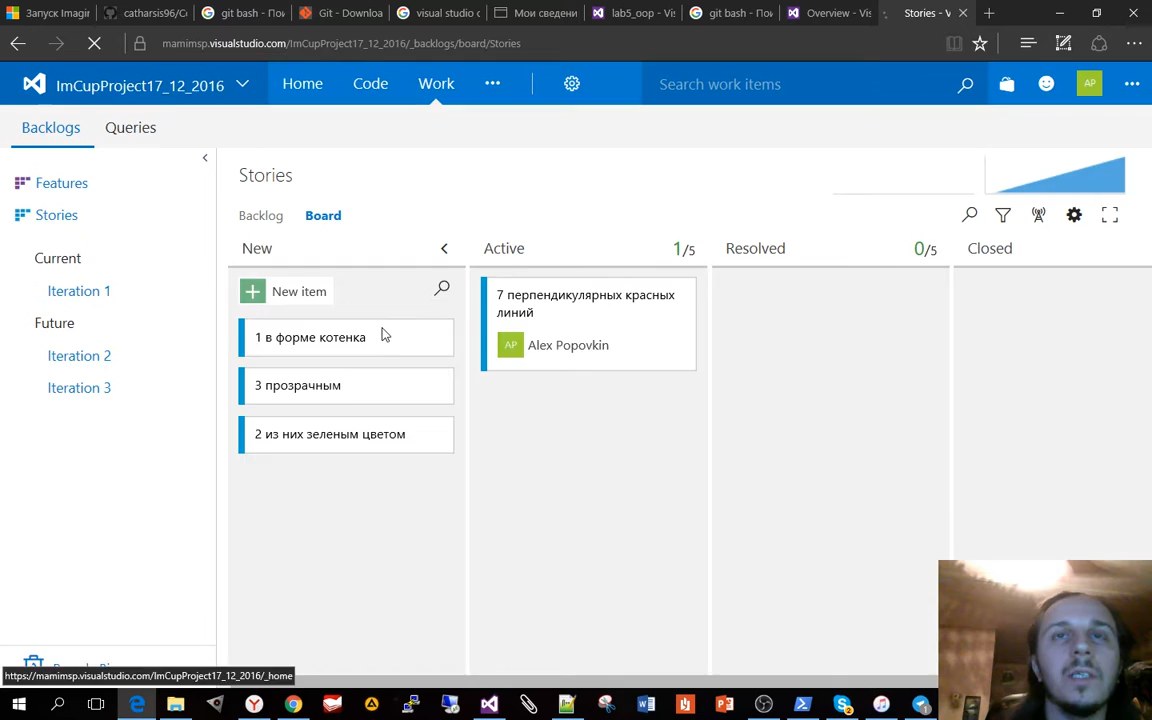 Запуск Imagir
catharsis96/Co
git bash - Пои
Git - Downloa
visual studio c
Мои сведени
lab5_oop - Vis
git bash - Пои
Overview - Vis
Stories - V
mamimsp.visualstudio.com/ImCupProject17_12_2016/_backlogs/board/Stories
ImCupProject17_12_2016
Home
Code
Work
Search work items
AP
Backlogs
Queries
Features
Stories
Current
Iteration 1
Future
Iteration 2
Iteration 3
Stories
Backlog
Board
New
Active
1/5
Resolved
0/5
Closed
New item
1 в форме котенка
3 прозрачным
2 из них зеленым цветом
7 перпендикулярных красных
линий
AP
Alex Popovkin
https://mamimsp.visualstudio.com/ImCupProject17_12_2016/_home